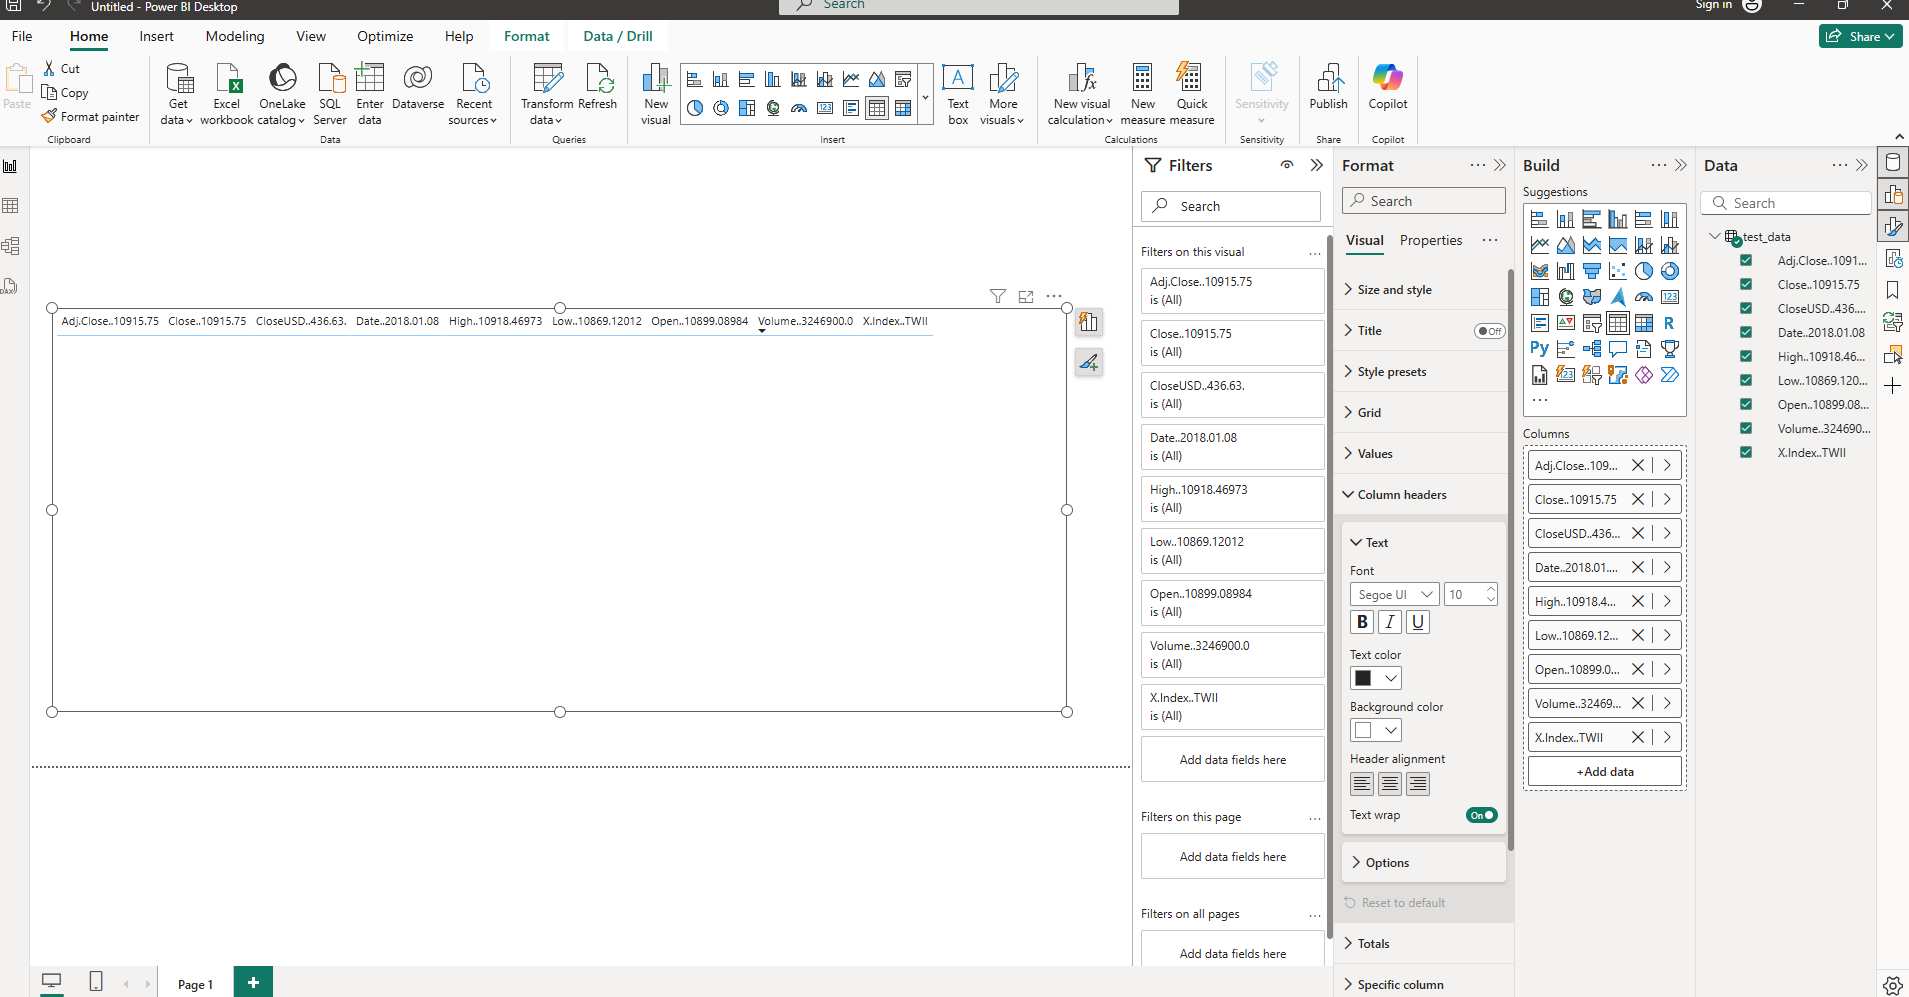 Untitled - Power BI Desktop
Search
Sign in
File
Home
Insert
Modeling
View
Optimize
Help
Format
Data / Drill
Share
Paste
Cut
Copy
Format painter
Clipboard
Get data
Excel workbook
OneLake catalog
SQL Server
Enter data
Dataverse
Recent sources
Data
Transform data
Refresh
Queries
New visual
Text box
More visuals
Insert
New visual calculation
New measure
Quick measure
Calculations
Sensitivity
Sensitivity
Publish
Share
Copilot
Copilot
Adj.Close..10915.75 Close..10915.75 CloseUSD..436.63. Date..2018.01.08 High..10918.46973 Low..10869.12012 Open..10899.08984 Volume..3246900.0 X.Index..TWII
Filters
Search
Filters on this visual
Adj.Close..10915.75
is (All)
Close..10915.75
is (All)
CloseUSD..436.63.
is (All)
Date..2018.01.08
is (All)
High..10918.46973
is (All)
Low..10869.12012
is (All)
Open..10899.08984
is (All)
Volume..3246900.0
is (All)
X.Index..TWII
is (All)
Add data fields here
Filters on this page
Add data fields here
Filters on all pages
Add data fields here
Format
Search
Visual
Properties
Size and style
Title
Off
Style presets
Grid
Values
Column headers
Text
Font
Segoe UI
10
B I U
Text color
Background color
Header alignment
Text wrap
On
Options
Reset to default
Totals
Specific column
Build
Suggestions
123
R
Py
123
Columns
Adj.Close..109...
Close..10915.75
CloseUSD..436...
Date..2018.01....
High..10918.4...
Low..10869.12...
Open..10899.0...
Volume..32469...
X.Index..TWII
+Add data
Data
Search
test_data
Adj.Close..1091...
Close..10915.75
CloseUSD..436....
Date..2018.01.08
High..10918.46...
Low..10869.120...
Open..10899.08...
Volume..324690...
X.Index..TWII
DAX
Page 1